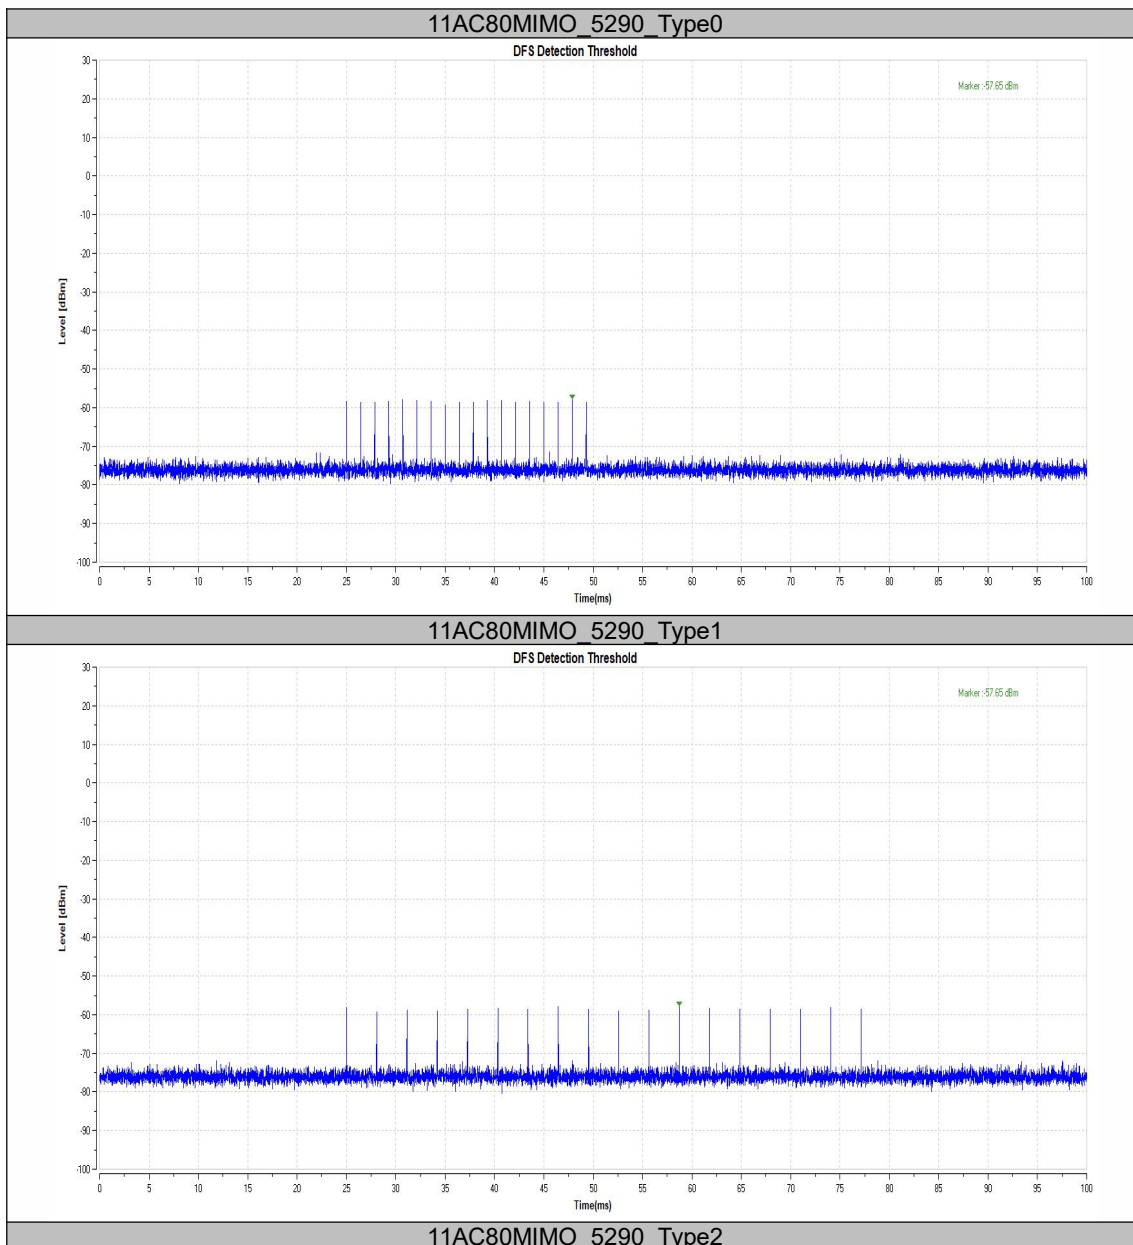 11AC80MIMO_5290_Type0
DFS Detection Threshold
Marker :-57.65 dBm
30
20
10
0
-10
-20
-30
-40
-50
-60
-70
-80
-90
-100
Level [dBm]
0 5 10 15 20 25 30 35 40 45 50 55 60 65 70 75 80 85 90 95 100
Time(ms)
11AC80MIMO_5290_Type1
DFS Detection Threshold
Marker :-57.65 dBm
30
20
10
0
-10
-20
-30
-40
-50
-60
-70
-80
-90
-100
Level [dBm]
0 5 10 15 20 25 30 35 40 45 50 55 60 65 70 75 80 85 90 95 100
Time(ms)
11AC80MIMO_5290_Type2